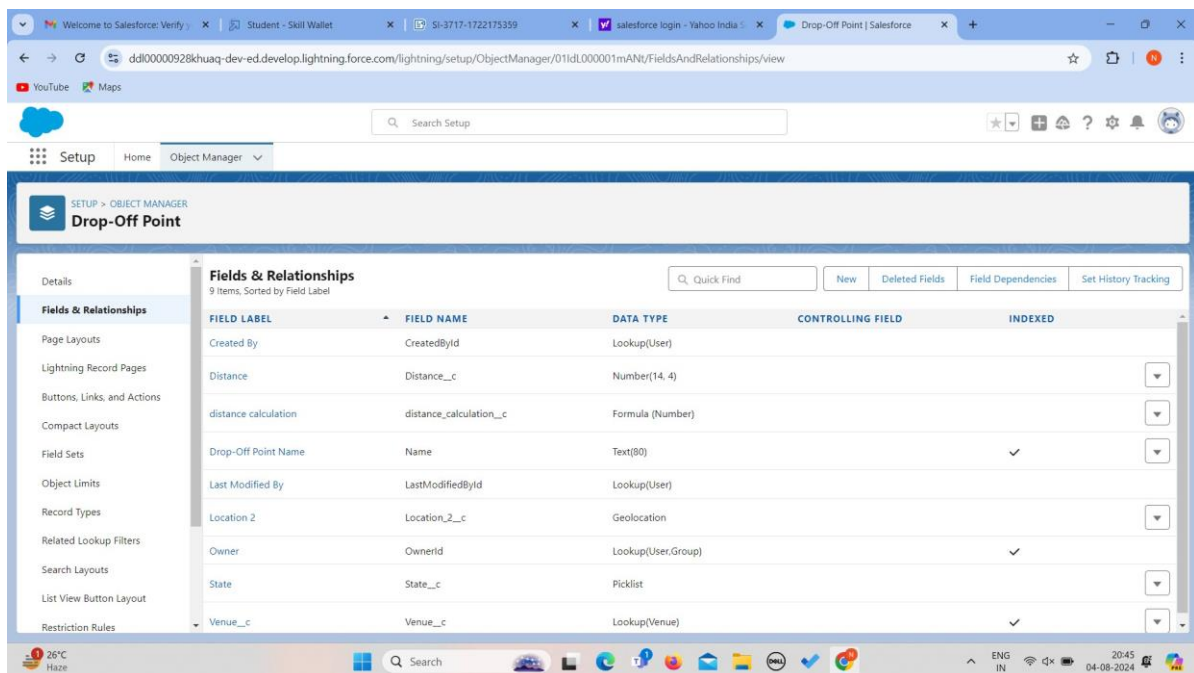 Welcome to Salesforce: Verify y
Student - Skill Wallet
SI-3717-1722175359
salesforce login - Yahoo India S
Drop-Off Point | Salesforce
ddl00000928khuaq-dev-ed.develop.lightning.force.com/lightning/setup/ObjectManager/01IdL000001mANt/FieldsAndRelationships/view
N
YouTube Maps
Search Setup
Setup Home Object Manager
SETUP > OBJECT MANAGER
Drop-Off Point
Details
Fields & Relationships
Page Layouts
Lightning Record Pages
Buttons, Links, and Actions
Compact Layouts
Field Sets
Object Limits
Record Types
Related Lookup Filters
Search Layouts
List View Button Layout
Restriction Rules
Fields & Relationships
9 Items, Sorted by Field Label
Quick Find New Deleted Fields Field Dependencies Set History Tracking
FIELD LABEL FIELD NAME DATA TYPE CONTROLLING FIELD INDEXED
Created By CreatedById Lookup(User)
Distance Distance__c Number(14, 4)
distance calculation distance_calculation__c Formula (Number)
Drop-Off Point Name Name Text(80)
Last Modified By LastModifiedById Lookup(User)
Location 2 Location_2__c Geolocation
Owner OwnerId Lookup(User,Group)
State State__c Picklist
Venue__c Venue__c Lookup(Venue)
1 26°C
Haze
Search
DELL
PRE
ENG
IN
20:45
04-08-2024